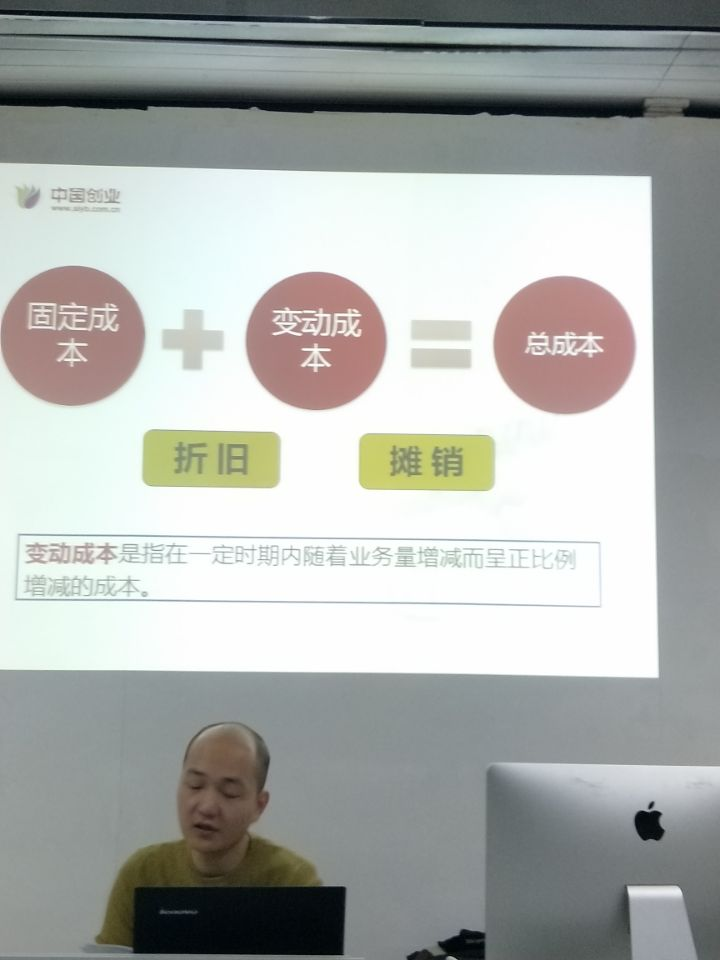 中国创业
www.siyb.com.cn
固定成
本
变动成
本
总成本
折旧
摊销
变动成本是指在一定时期内随着业务量增减而呈正比例
增减的成本。
lenovo